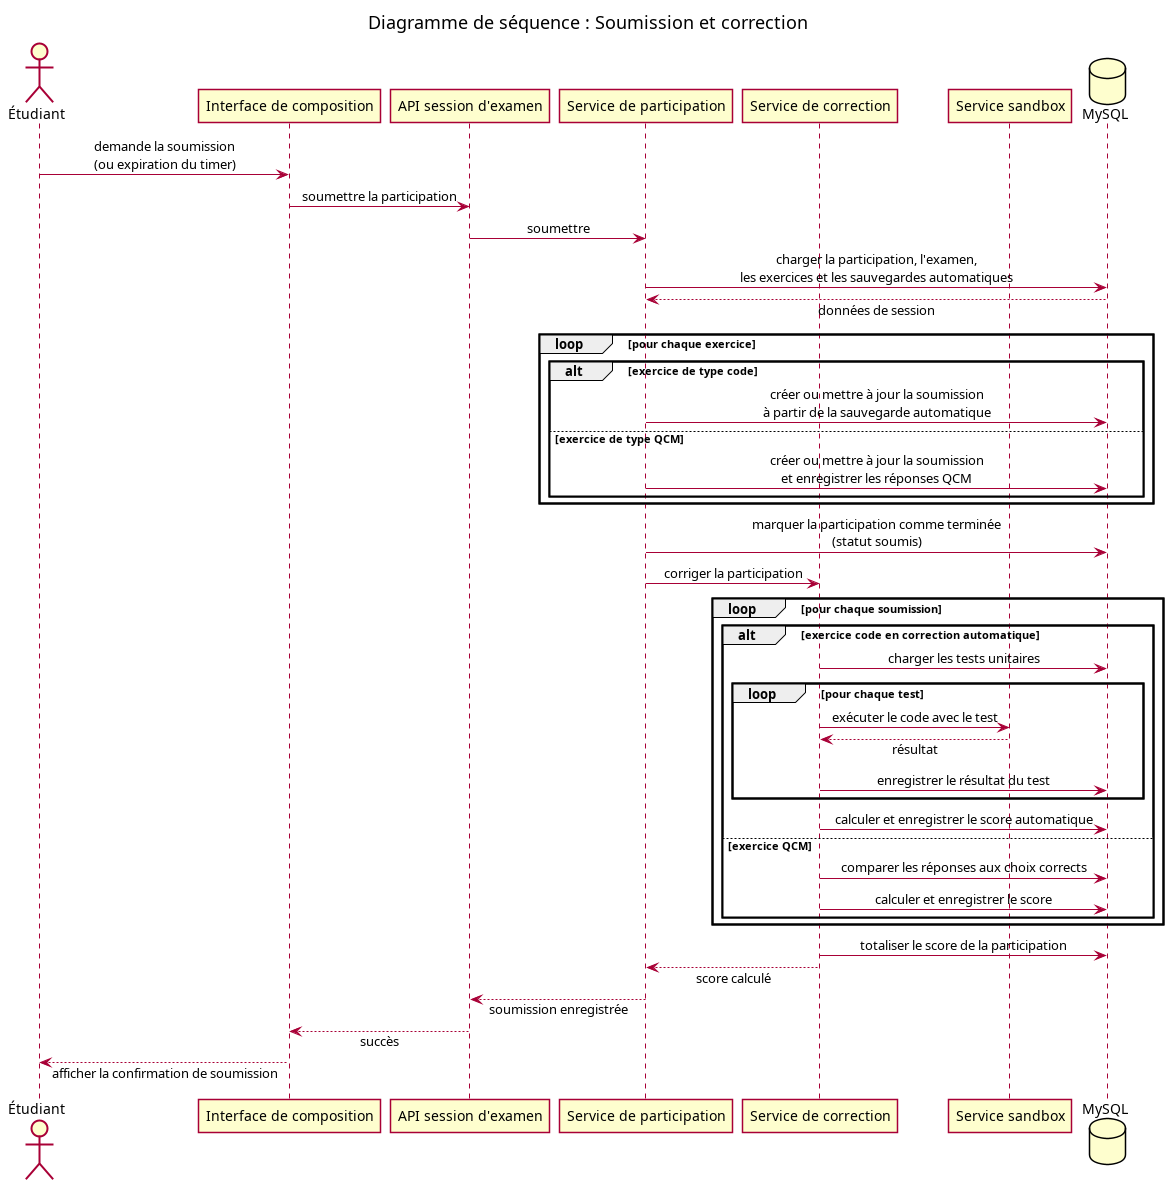 Diagramme de séquence : Soumission et correction
Étudiant
Interface de composition
API session d'examen
Service de participation
Service de correction
Service sandbox
MySQL
demande la soumission
(ou expiration du timer)
soumettre la participation
soumettre
charger la participation, l'examen,
les exercices et les sauvegardes automatiques
données de session
loop
[pour chaque exercice]
alt
[exercice de type code]
créer ou mettre à jour la soumission
à partir de la sauvegarde automatique
[exercice de type QCM]
créer ou mettre à jour la soumission
et enregistrer les réponses QCM
marquer la participation comme terminée
(statut soumis)
corriger la participation
loop
[pour chaque soumission]
alt
[exercice code en correction automatique]
charger les tests unitaires
loop
[pour chaque test]
exécuter le code avec le test
résultat
enregistrer le résultat du test
calculer et enregistrer le score automatique
[exercice QCM]
comparer les réponses aux choix corrects
calculer et enregistrer le score
totaliser le score de la participation
score calculé
soumission enregistrée
succès
afficher la confirmation de soumission
Étudiant
Interface de composition
API session d'examen
Service de participation
Service de correction
Service sandbox
MySQL